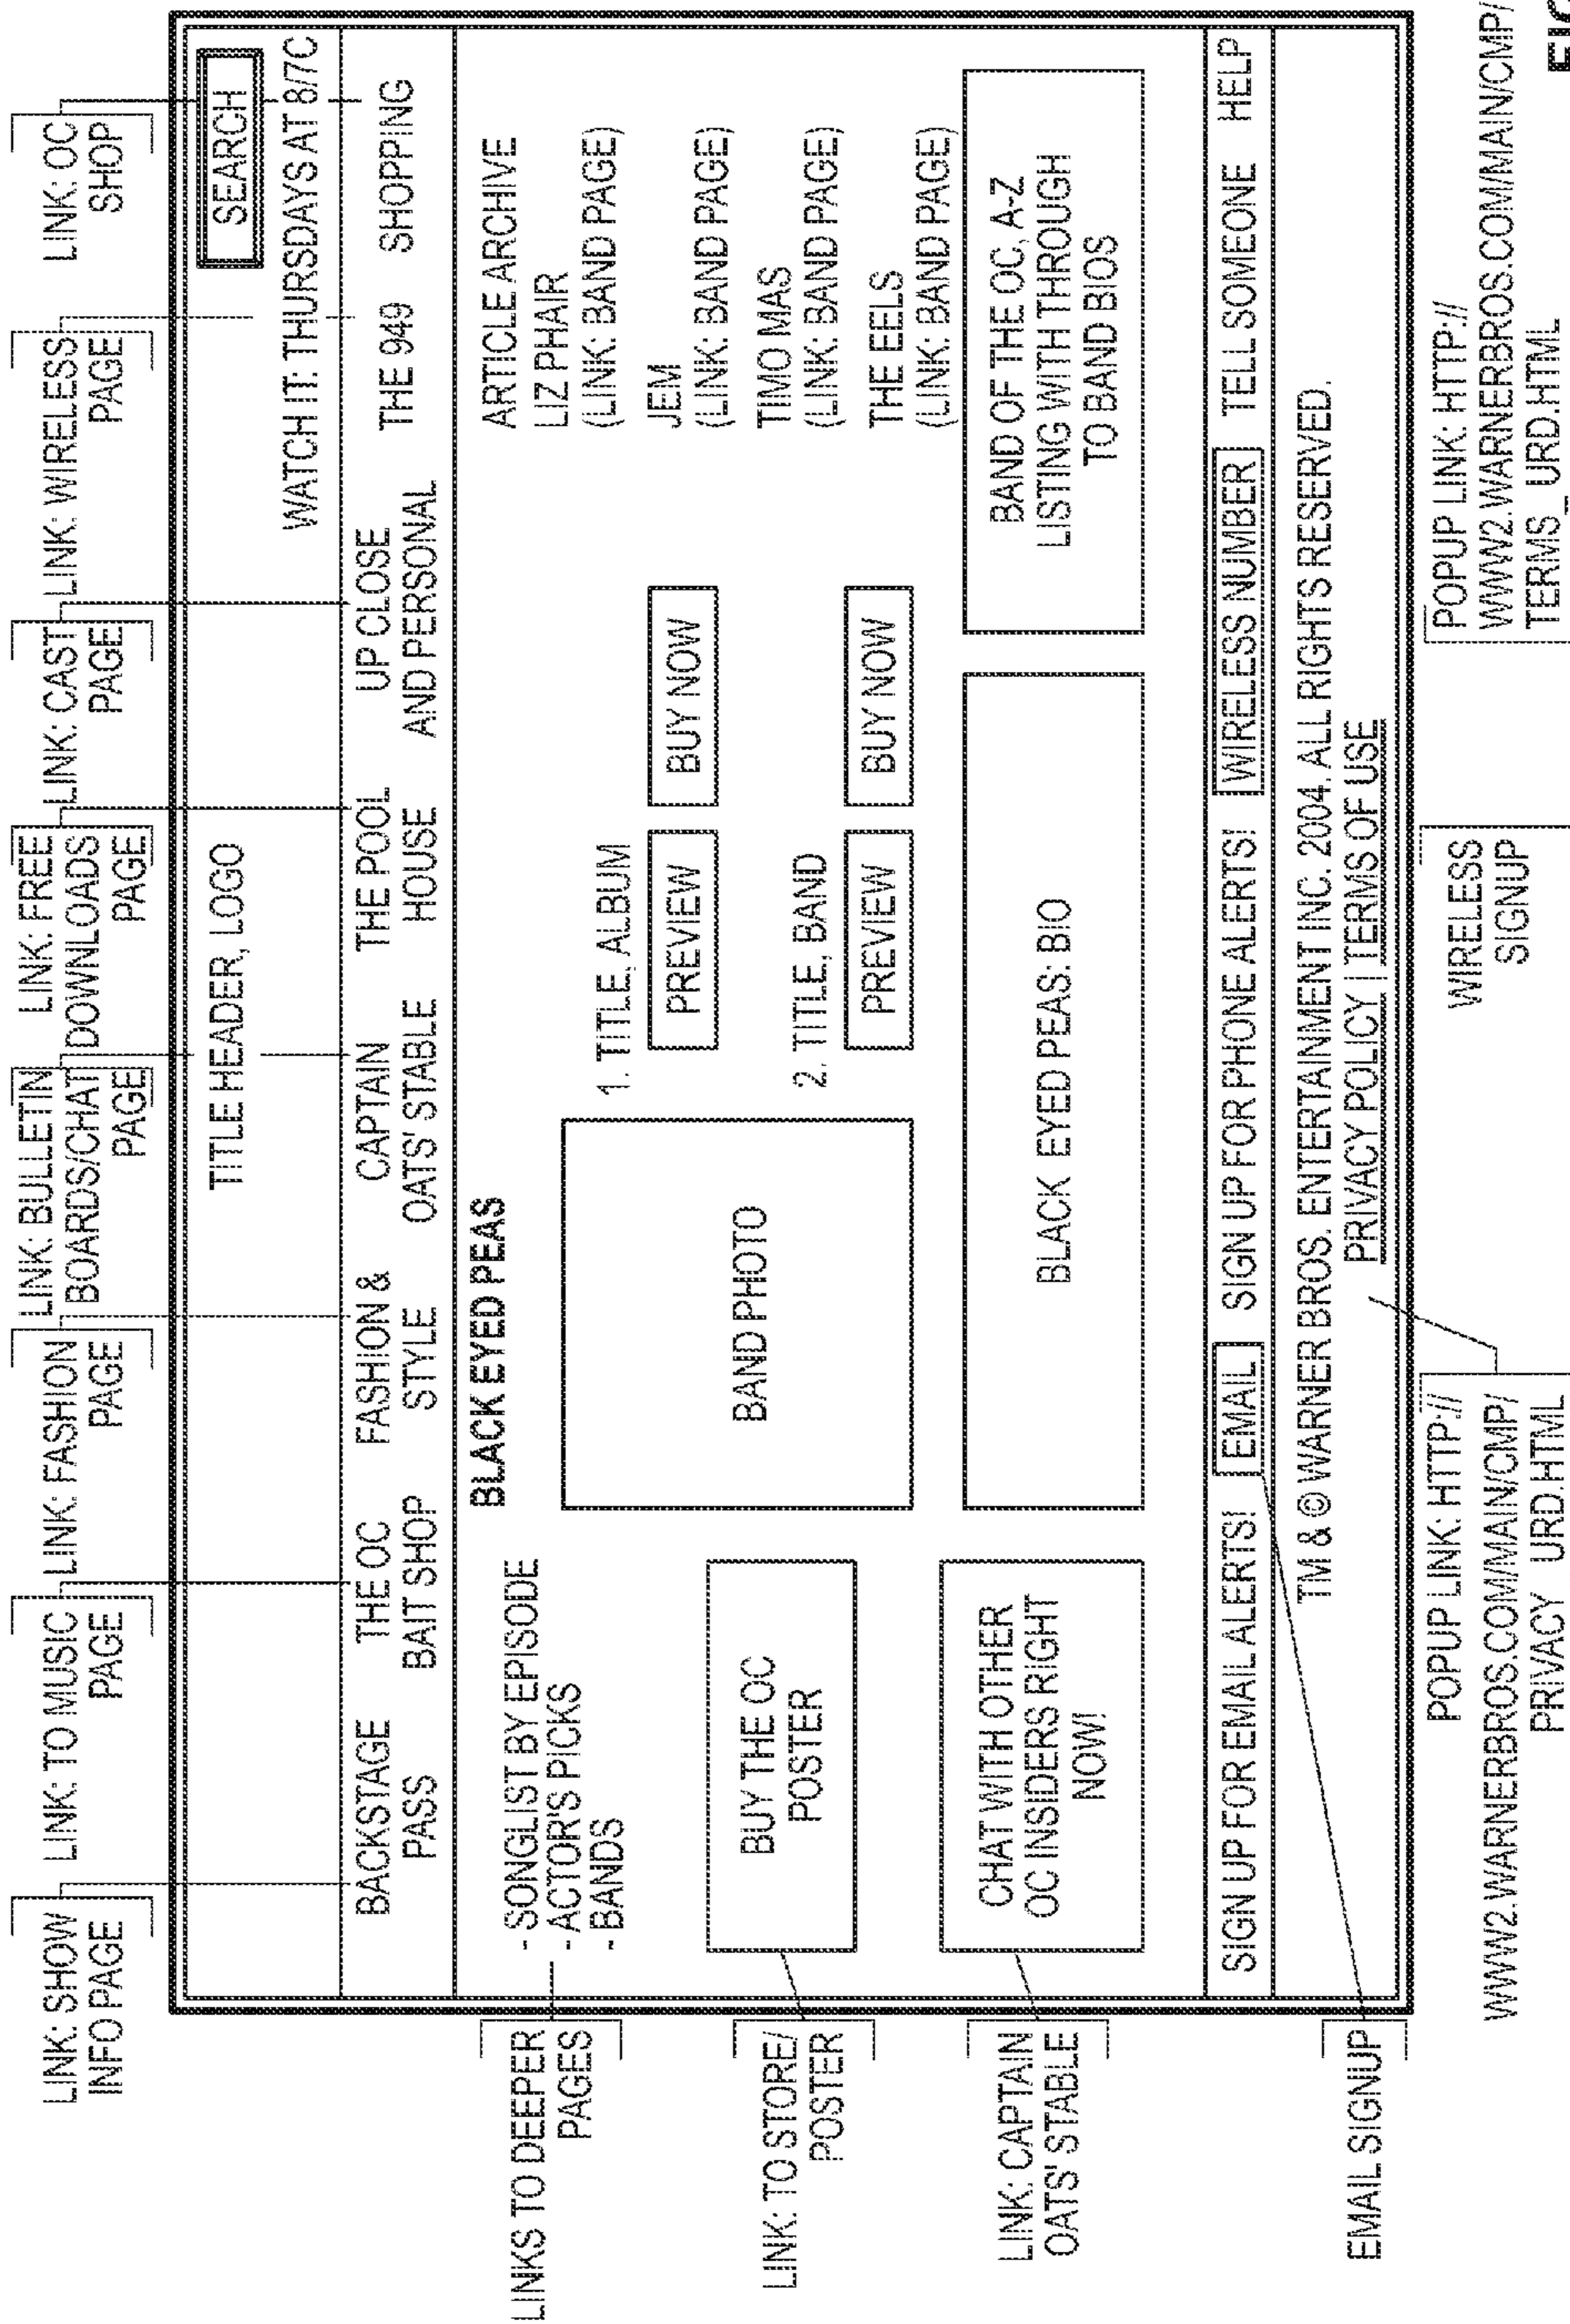 LINK: SHOW
INFO PAGE
LINK: TO MUSIC
PAGE
LINK: FASHION
PAGE
LINK: BULLETIN
BOARDS/CHAT
PAGE
LINK: FREE
DOWNLOADS
PAGE
LINK: CAST
PAGE
LINK: WIRELESS
PAGE
LINK: OC
SHOP
TITLE HEADER, LOGO
SEARCH
WATCH IT: THURSDAYS AT 8/7C
BACKSTAGE
PASS
THE OC
BAIT SHOP
FASHION &
STYLE
CAPTAIN
OATS' STABLE
THE POOL
HOUSE
UP CLOSE
AND PERSONAL
THE 949
SHOPPING
LINKS TO DEEPER
PAGES
- SONGLIST BY EPISODE
- ACTOR'S PICKS
- BANDS
BLACK EYED PEAS
BAND PHOTO
1. TITLE, ALBUM
PREVIEW
BUY NOW
2. TITLE, BAND
PREVIEW
BUY NOW
ARTICLE ARCHIVE
LIZ PHAIR
(LINK: BAND PAGE)
JEM
(LINK: BAND PAGE)
TIMO MAS
(LINK: BAND PAGE)
THE EELS
(LINK: BAND PAGE)
LINK: TO STORE/
POSTER
BUY THE OC
POSTER
LINK: CAPTAIN
OATS' STABLE
CHAT WITH OTHER
OC INSIDERS RIGHT
NOW!
BLACK EYED PEAS: BIO
BAND OF THE OC, A-Z
LISTING WITH THROUGH
TO BAND BIOS
SIGN UP FOR EMAIL ALERTS! EMAIL SIGN UP FOR PHONE ALERTS! WIRELESS NUMBER TELL SOMEONE HELP
TM & © WARNER BROS. ENTERTAINMENT INC. 2004. ALL RIGHTS RESERVED.
PRIVACY POLICY | TERMS OF USE
EMAIL SIGNUP
POPUP LINK: HTTP://
WWW2.WARNERBROS.COM/MAIN/CMP/
PRIVACY_URD.HTML
WIRELESS
SIGNUP
POPUP LINK: HTTP://
WWW2.WARNERBROS.COM/MAIN/CMP/
TERMS_URD.HTML